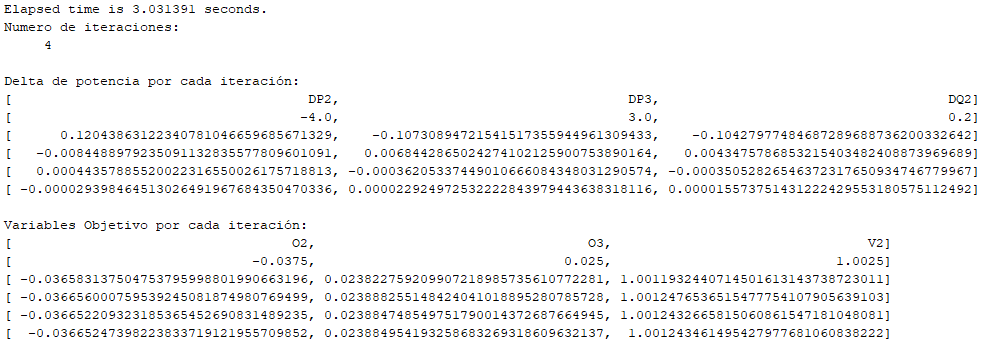 Elapsed time is 3.031391 seconds.
Numero de iteraciones:
4
Delta de potencia por cada iteración:
[ DP2, DP3, DQ2]
[ -4.0, 3.0, 0.2]
[ 0.12043863122340781046659685671329, -0.10730894721541517355944961309433, -0.10427977484687289688736200332642]
[ -0.0084488979235091132835577809601091, 0.0068442865024274102125900753890164, 0.0043475786853215403482408873969689]
[ 0.00044357885520022316550026175718813, -0.00036205337449010666084348031290574, -0.00035052826546372317650934746779967]
[ -0.000029398464513026491967684350470336, 0.000022924972532222843979443638318116, 0.000015573751431222429553180575112492]
Variables Objetivo por cada iteración:
[ O2, O3, V2]
[ -0.0375, 0.025, 1.0025]
[ -0.036583137504753795998801990663196, 0.023822759209907218985735610772281, 1.0011932440714501613143738723011]
[ -0.036656000759539245081874980769499, 0.023888255148424041018895280785728, 1.0012476536515477754107905639103]
[ -0.036652209323185365452690831489235, 0.023884748549751790014372687664945, 1.0012432665815060861547181048081]
[ -0.03665247398223833719121955709852, 0.023884954193258683269318609632137, 1.001243461495427977681060838222]